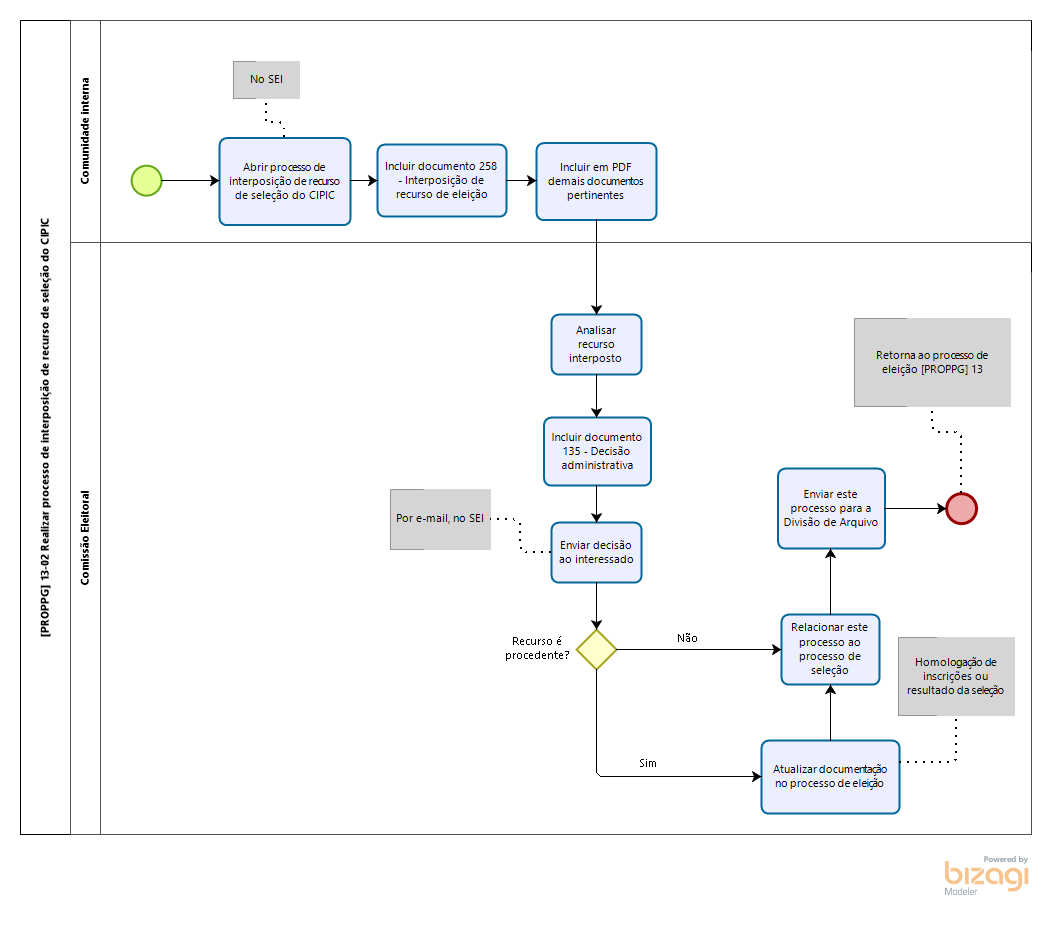 [PROPPG] 13-02 Realizar processo de interposição de recurso de seleção do CIPIC
Comunidade interna
No SEI
Abrir processo de
interposição de recurso
de seleção do CIPIC
Incluir documento 258
- Interposição de
recurso de eleição
Incluir em PDF
demais documentos
pertinentes
Comissão Eleitoral
Analisar
recurso
interposto
Incluir documento
135 - Decisão
administrativa
Por e-mail, no SEI
Enviar decisão
ao interessado
Recurso é
procedente?
Não
Sim
Atualizar documentação
no processo de eleição
Homologação de
inscrições ou
resultado da seleção
Relacionar este
processo ao
processo de
seleção
Enviar este
processo para a
Divisão de Arquivo
Retorna ao processo de
eleição [PROPPG] 13
Powered by
bizagi
Modeler